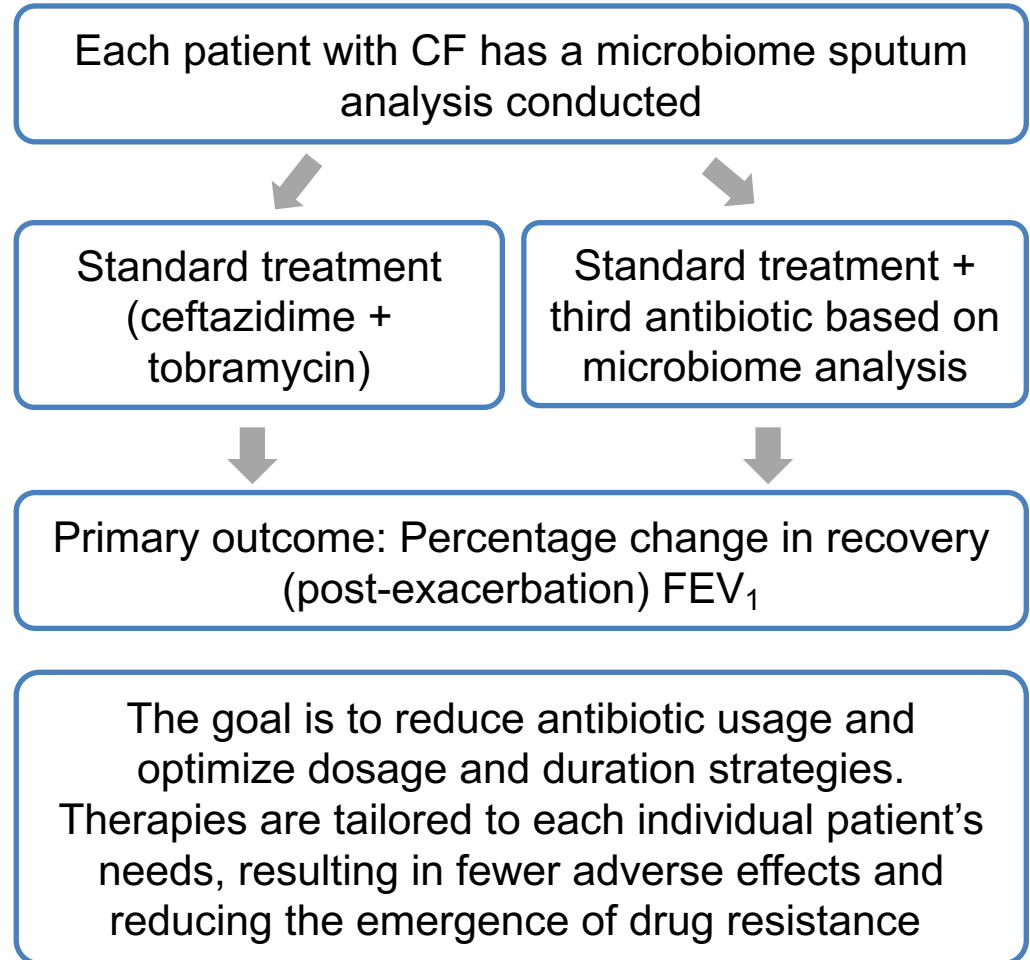 Each patient with CF has a microbiome sputum
analysis conducted
Standard treatment
(ceftazidime +
tobramycin)
Standard treatment +
third antibiotic based on
microbiome analysis
Primary outcome: Percentage change in recovery
(post-exacerbation) FEV₁
The goal is to reduce antibiotic usage and
optimize dosage and duration strategies.
Therapies are tailored to each individual patient’s
needs, resulting in fewer adverse effects and
reducing the emergence of drug resistance